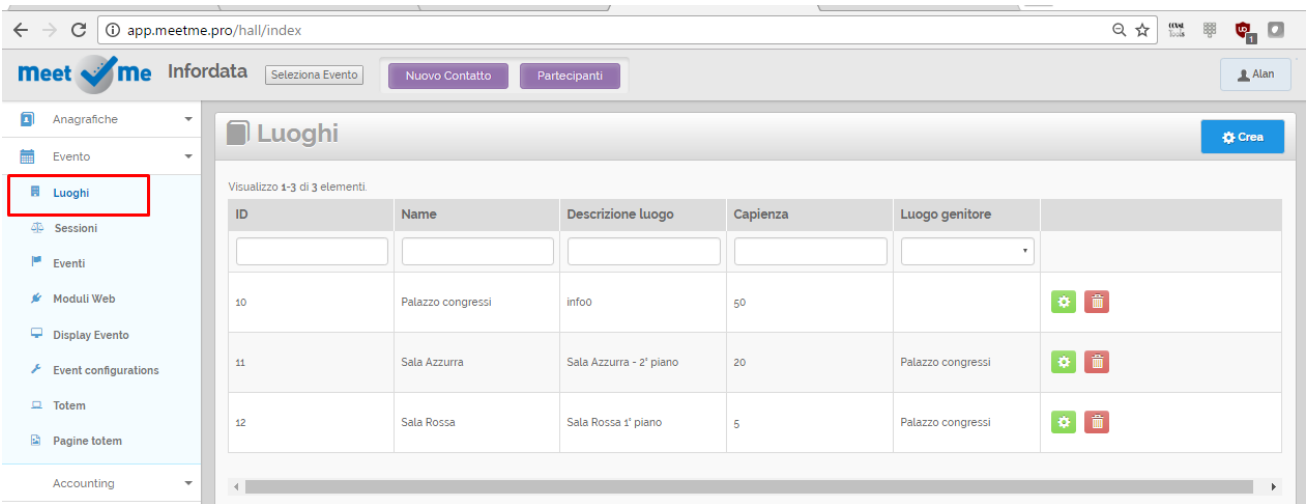 app.meetme.pro/hall/index
meet me Infordata Seleziona Evento Nuovo Contatto Partecipanti Alan
Anagrafiche
Evento
Luoghi
Sessioni
Eventi
Moduli Web
Display Evento
Event configurations
Totem
Pagine totem
Accounting
Luoghi
Crea
Visualizzo 1-3 di 3 elementi.
ID Name Descrizione luogo Capienza Luogo genitore
10 Palazzo congressi info0 50
11 Sala Azzurra Sala Azzurra - 2° piano 20 Palazzo congressi
12 Sala Rossa Sala Rossa 1° piano 5 Palazzo congressi